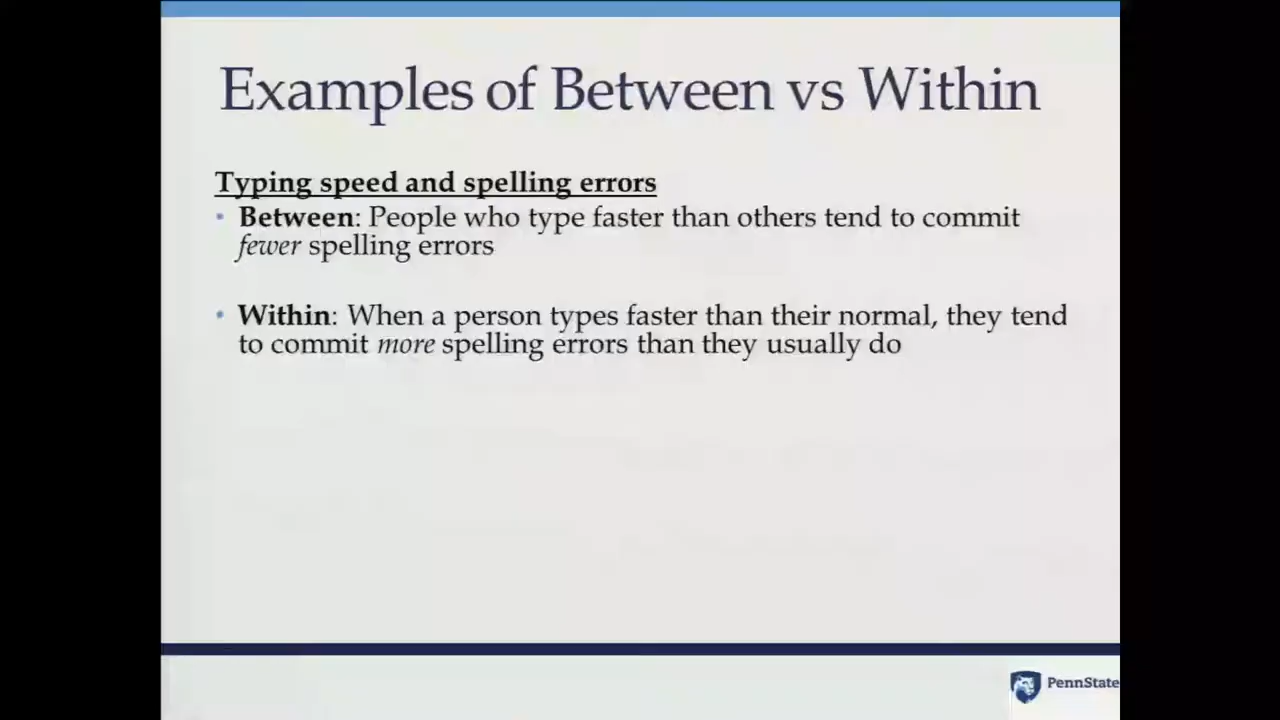 Examples of Between vs Within
Typing speed and spelling errors
• Between: People who type faster than others tend to commit
fewer spelling errors
• Within: When a person types faster than their normal, they tend
to commit more spelling errors than they usually do
PennState